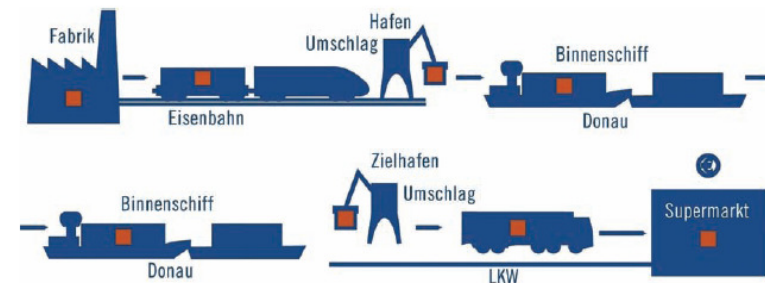 Fabrik
Eisenbahn
Hafen
Umschlag
Binnenschiff
Donau
Binnenschiff
Donau
Zielhafen
Umschlag
LKW
Supermarkt